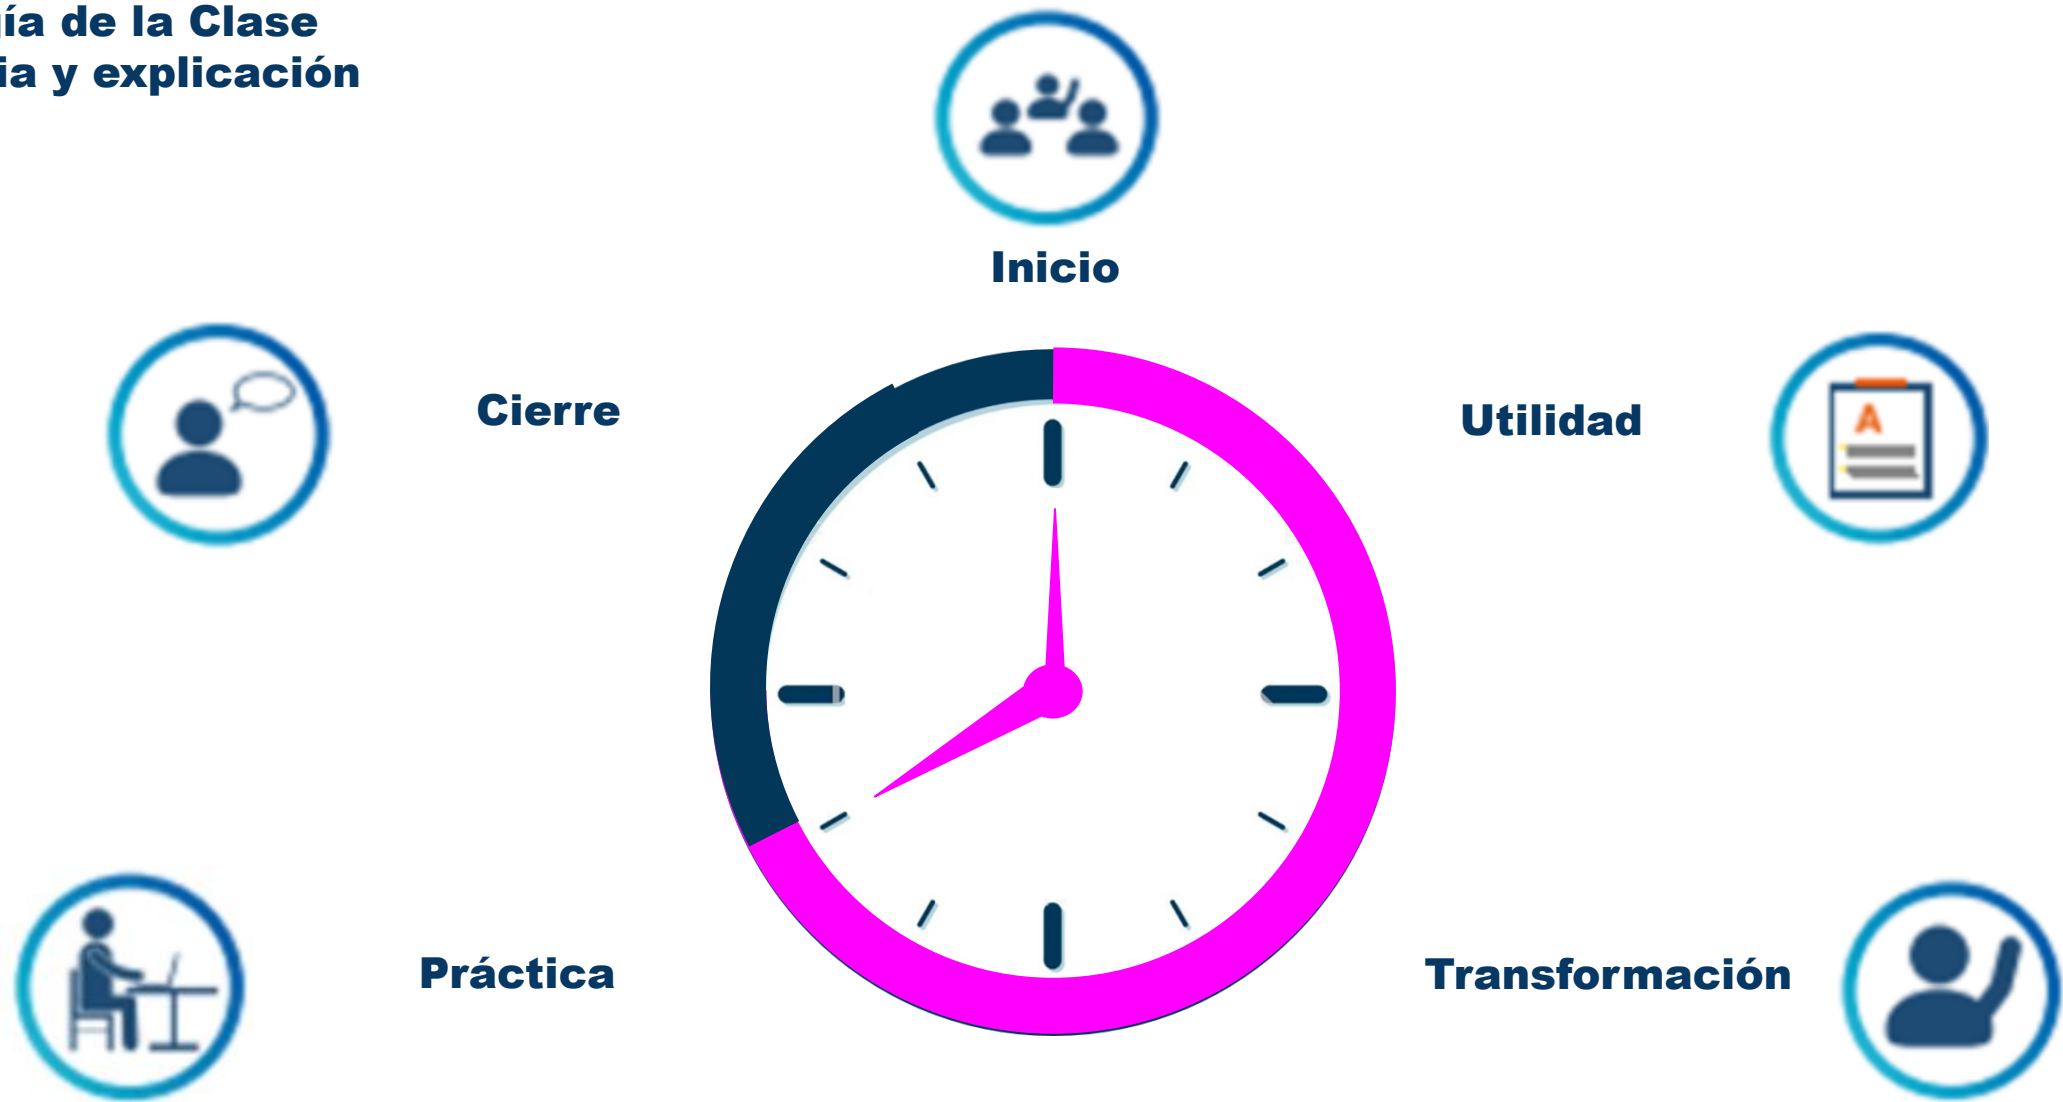 ía de la Clase
ia y explicación
Inicio
Cierre
Utilidad
A
Práctica
Transformación